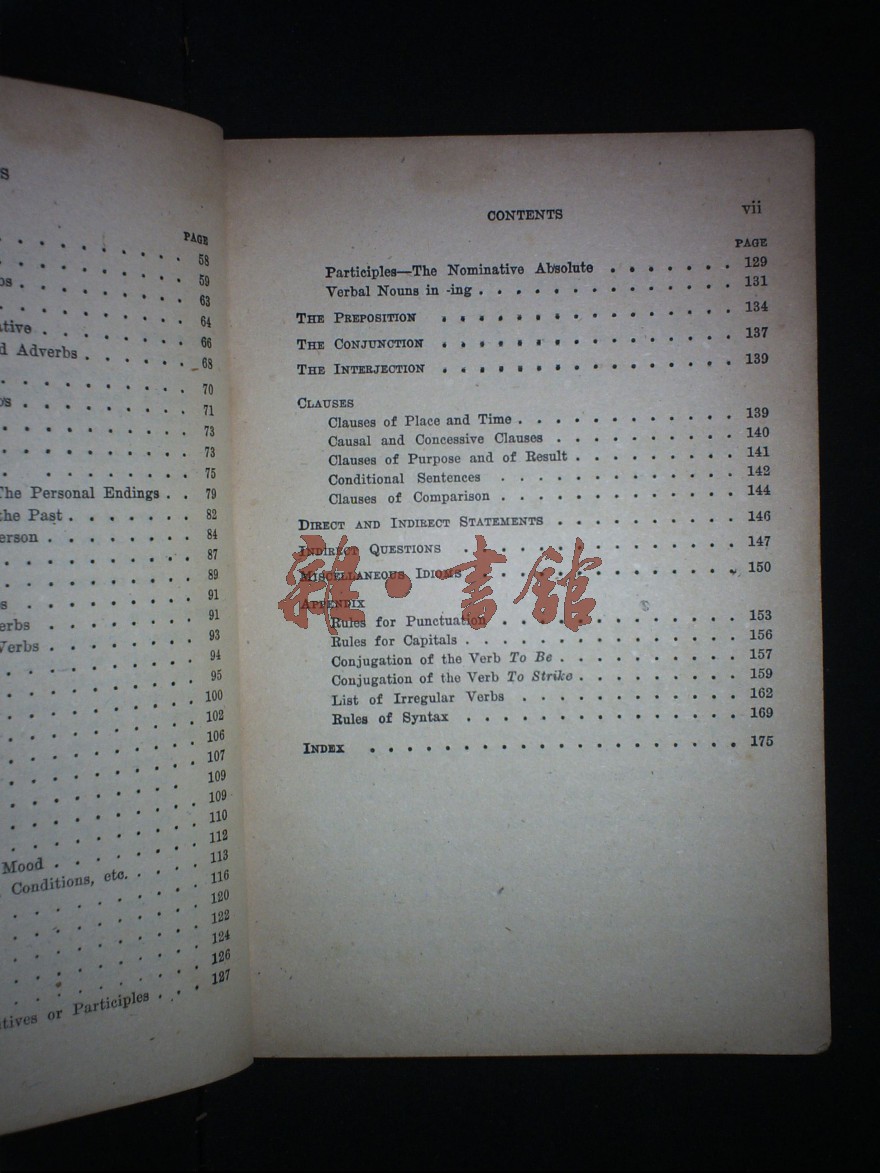 S
PAGE
58
59
63
64
66
d Adverbs . . . . . . . 68
70
71
73
73
75
The Personal Endings . . 79
the Past . . . . . . . 82
84
87
89
91
91
93
94
95
100
102
106
107
109
109
110
112
Mood
113
Conditions, etc. . . . . 116
120
122
124
126
127
or Participles . . .
CONTENTS vii
PAGE
Participles—The Nominative Absolute . . . . . . . 129
Verbal Nouns in -ing . . . . . . . . . . . . . . 131
THE PREPOSITION . . . . . . . . . . . . . . . . 134
THE CONJUNCTION . . . . . . . . . . . . . . . . 137
THE INTERJECTION . . . . . . . . . . . . . . . . 139
CLAUSES
Clauses of Place and Time . . . . . . . . . . . . 139
Causal and Concessive Clauses . . . . . . . . . . 140
Clauses of Purpose and of Result . . . . . . . . . 141
Conditional Sentences . . . . . . . . . . . . . 142
Clauses of Comparison . . . . . . . . . . . . . 144
DIRECT AND INDIRECT STATEMENTS . . . . . . . . . . 146
INDIRECT QUESTIONS . . . . . . . . . . . . . . 147
MISCELLANEOUS IDIOMS . . . . . . . . . . . . . 150
雜·書館
APPENDIX
Rules for Punctuation . . . . . . . . . . . . . 153
Rules for Capitals . . . . . . . . . . . . . . 156
Conjugation of the Verb To Be . . . . . . . . . . 157
Conjugation of the Verb To Strike . . . . . . . . . 159
List of Irregular Verbs . . . . . . . . . . . . 162
Rules of Syntax . . . . . . . . . . . . . . . 169
INDEX . . . . . . . . . . . . . . . . . . . 175